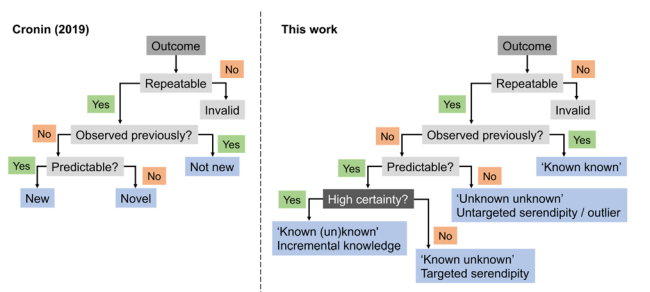 Cronin (2019)
Outcome
No
Repeatable
Yes
Invalid
No
Observed previously?
Yes
Yes
Predictable?
Not new
No
New
Novel
This work
Outcome
No
Repeatable
Yes
Invalid
No
Observed previously?
Yes
Yes
Predictable?
‘Known known’
No
Yes
High certainty?
‘Unknown unknown’
Untargeted serendipity / outlier
‘Known (un)known’
Incremental knowledge
No
‘Known unknown’
Targeted serendipity